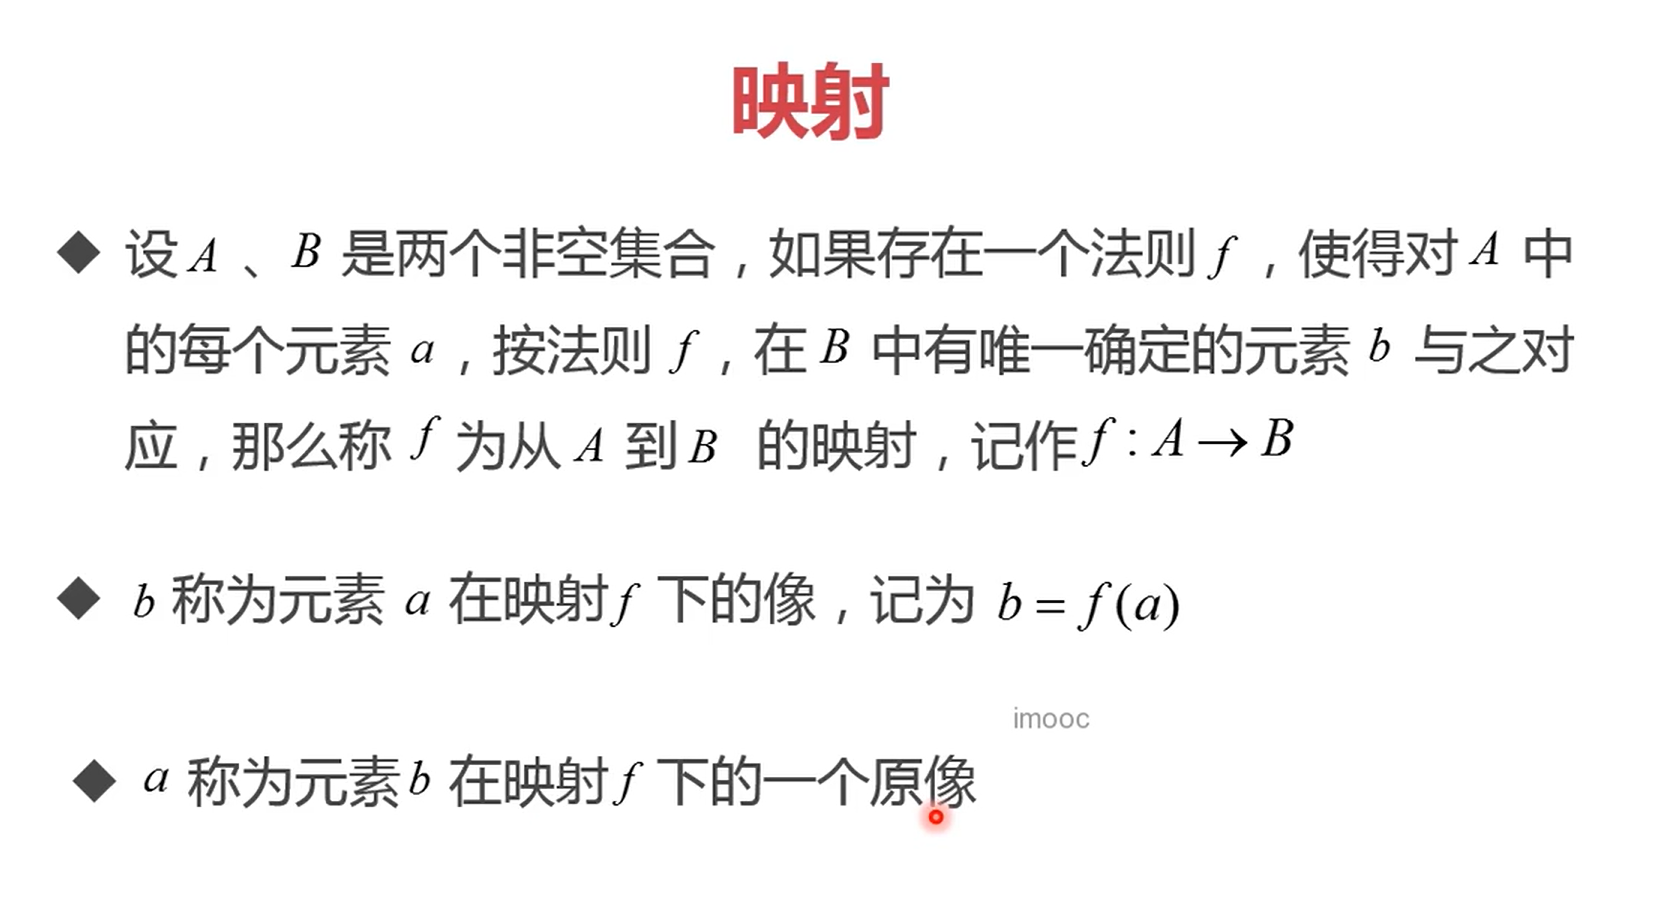 映射
◆ 设 A 、 B 是两个非空集合，如果存在一个法则 f ，使得对 A 中
的每个元素 a ，按法则 f ，在 B 中有唯一确定的元素 b 与之对
应，那么称 f 为从 A 到 B 的映射，记作 f : A → B
◆ b 称为元素 a 在映射 f 下的像，记为 b = f (a)
imooc
◆ a 称为元素 b 在映射 f 下的一个原像